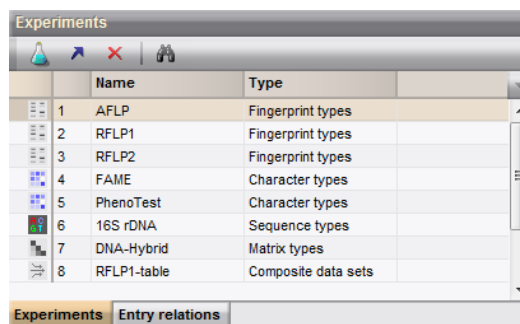 Experiments
Name Type
1 AFLP Fingerprint types
2 RFLP1 Fingerprint types
3 RFLP2 Fingerprint types
4 FAME Character types
5 PhenoTest Character types
6 16S rDNA Sequence types
7 DNA-Hybrid Matrix types
8 RFLP1-table Composite data sets
Experiments Entry relations